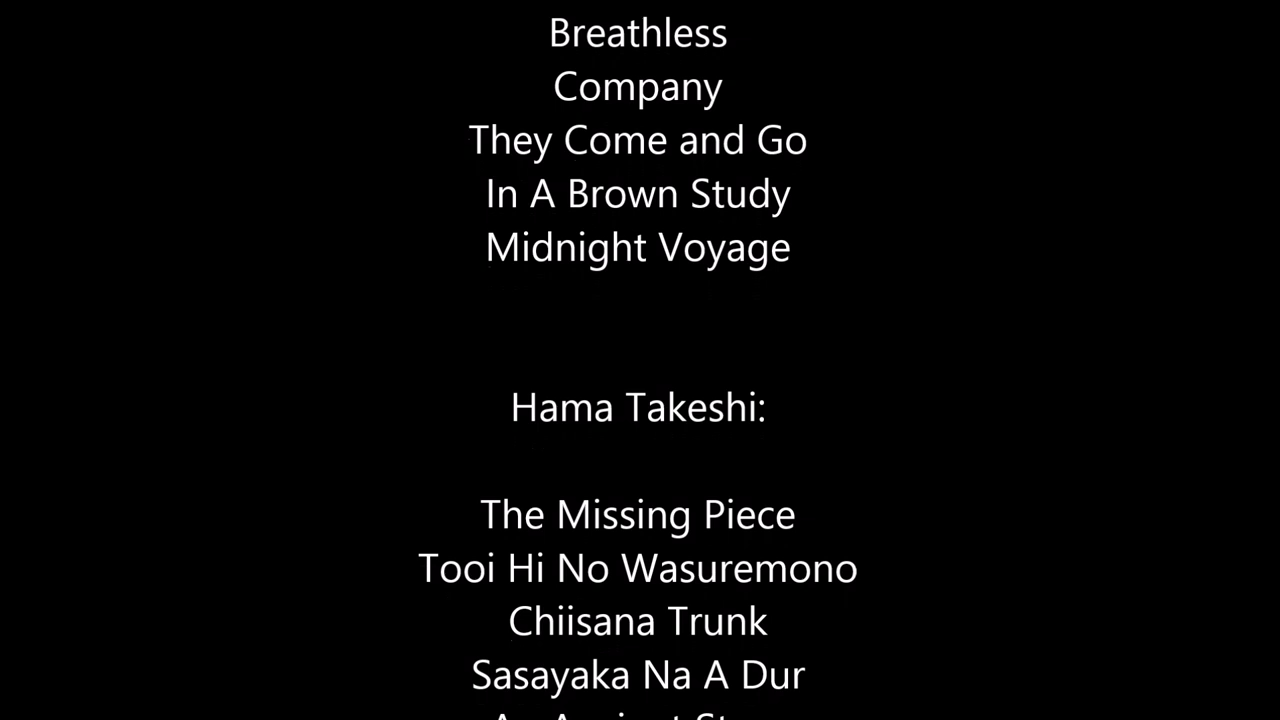 Breathless
Company
They Come and Go
In A Brown Study
Midnight Voyage
Hama Takeshi:
The Missing Piece
Tooi Hi No Wasuremono
Chiisana Trunk
Sasayaka Na A Dur